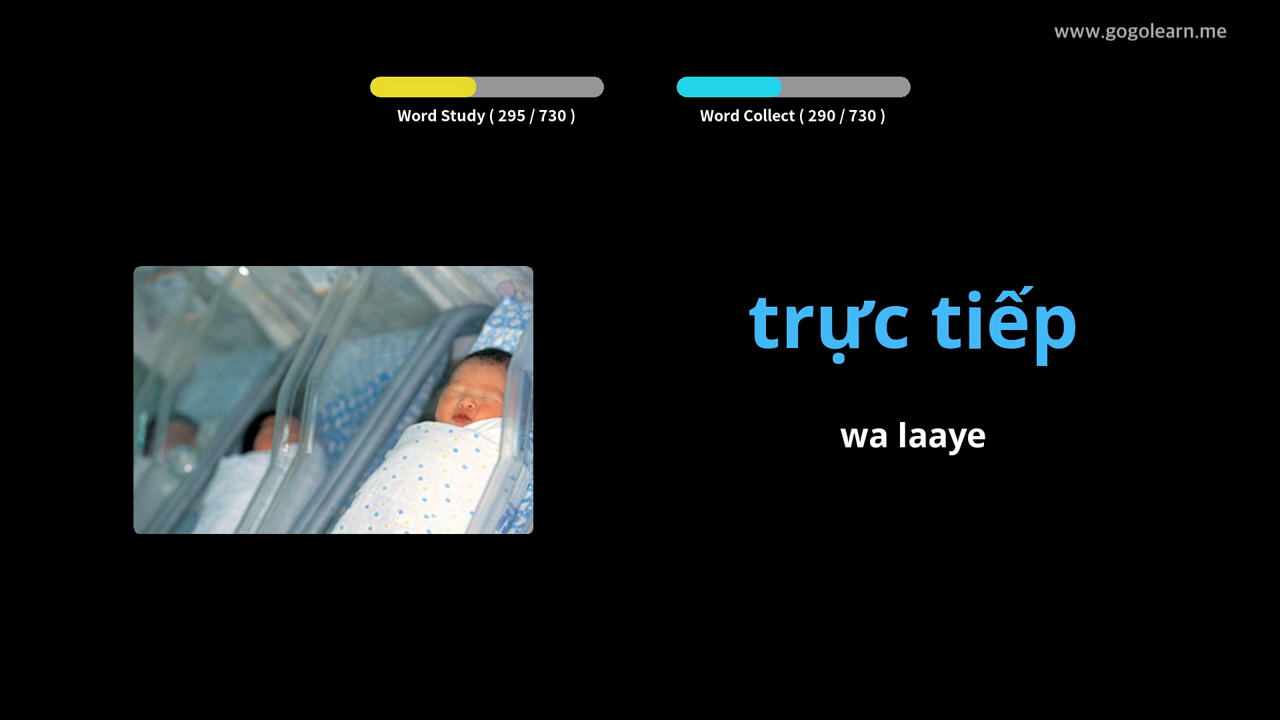 www.gogolearn.me
Word Study ( 295 / 730 )
Word Collect ( 290 / 730 )
trực tiếp
wa laaye